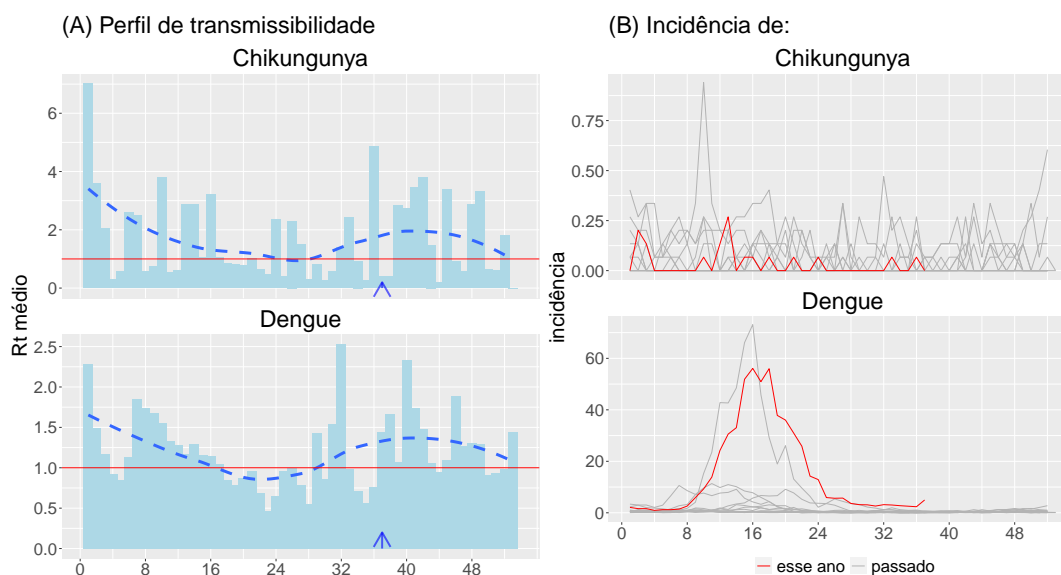 (A) Perfil de transmissibilidade
Chikungunya
6
4
2
0
Dengue
2.5
2.0
1.5
1.0
0.5
0.0
0 8 16 24 32 40 48
Rt médio
(B) Incidência de:
Chikungunya
0.75
0.50
0.25
0.00
Dengue
60
40
20
0
0 8 16 24 32 40 48
incidência
esse ano passado